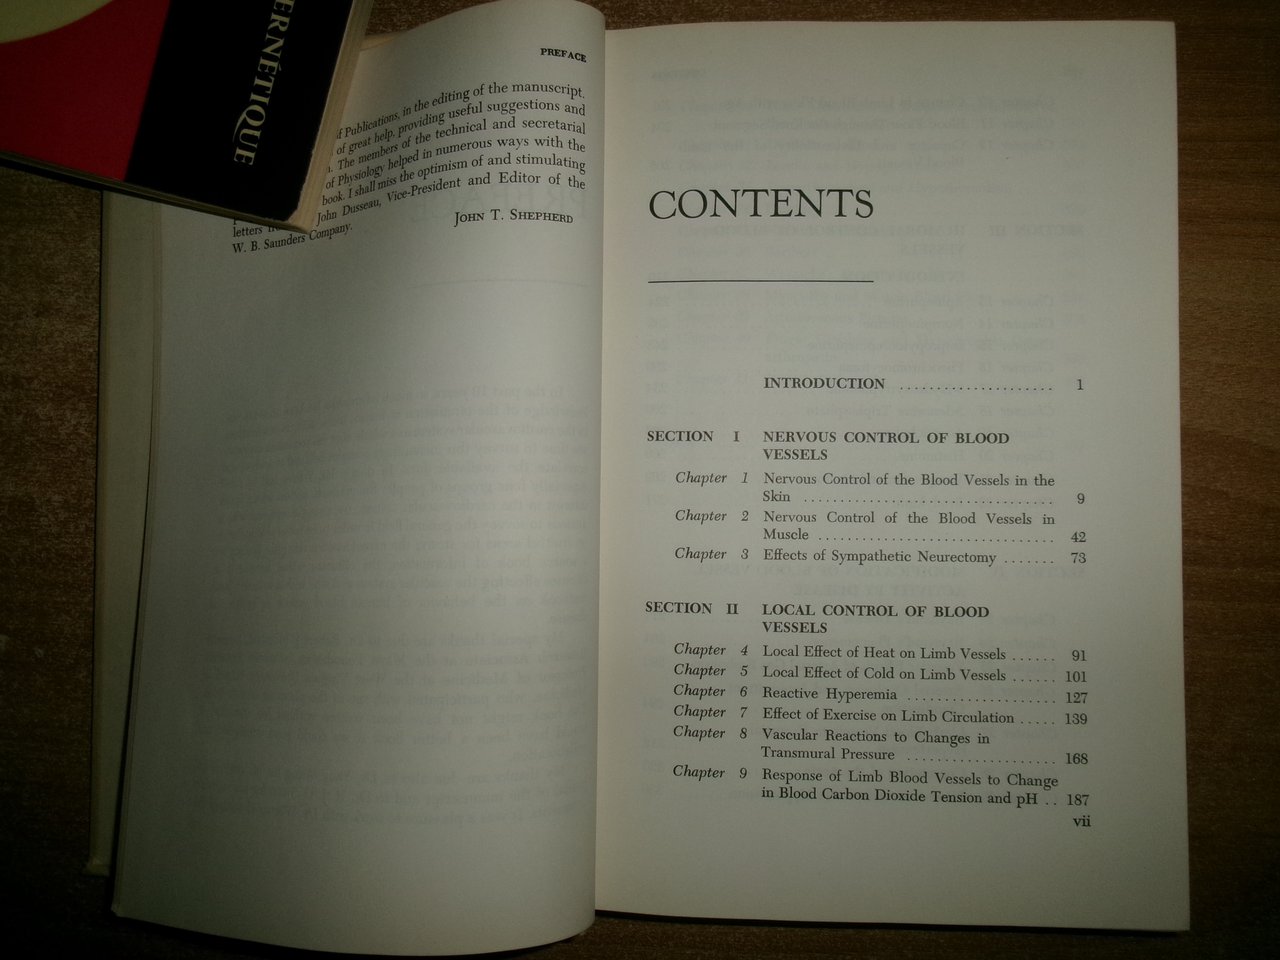 ERNÉTIQUE
PREFACE
f Publications, in the editing of the manuscript.
of great help, providing useful suggestions and
. The members of the technical and secretarial
of Physiology helped in numerous ways with the
book. I shall miss the optimism of and stimulating
letters John Dusseau, Vice-President and Editor of the
W. B. Saunders Company.
JOHN T. SHEPHERD
CONTENTS
INTRODUCTION .................... 1
SECTION I NERVOUS CONTROL OF BLOOD
VESSELS
Chapter 1 Nervous Control of the Blood Vessels in the
Skin .................... 9
Chapter 2 Nervous Control of the Blood Vessels in
Muscle .................... 42
Chapter 3 Effects of Sympathetic Neurectomy ....... 73
SECTION II LOCAL CONTROL OF BLOOD
VESSELS
Chapter 4 Local Effect of Heat on Limb Vessels ...... 91
Chapter 5 Local Effect of Cold on Limb Vessels ...... 101
Chapter 6 Reactive Hyperemia .................... 127
Chapter 7 Effect of Exercise on Limb Circulation ..... 139
Chapter 8 Vascular Reactions to Changes in
Transmural Pressure .................... 168
Chapter 9 Response of Limb Blood Vessels to Change
in Blood Carbon Dioxide Tension and pH .. 187
vii